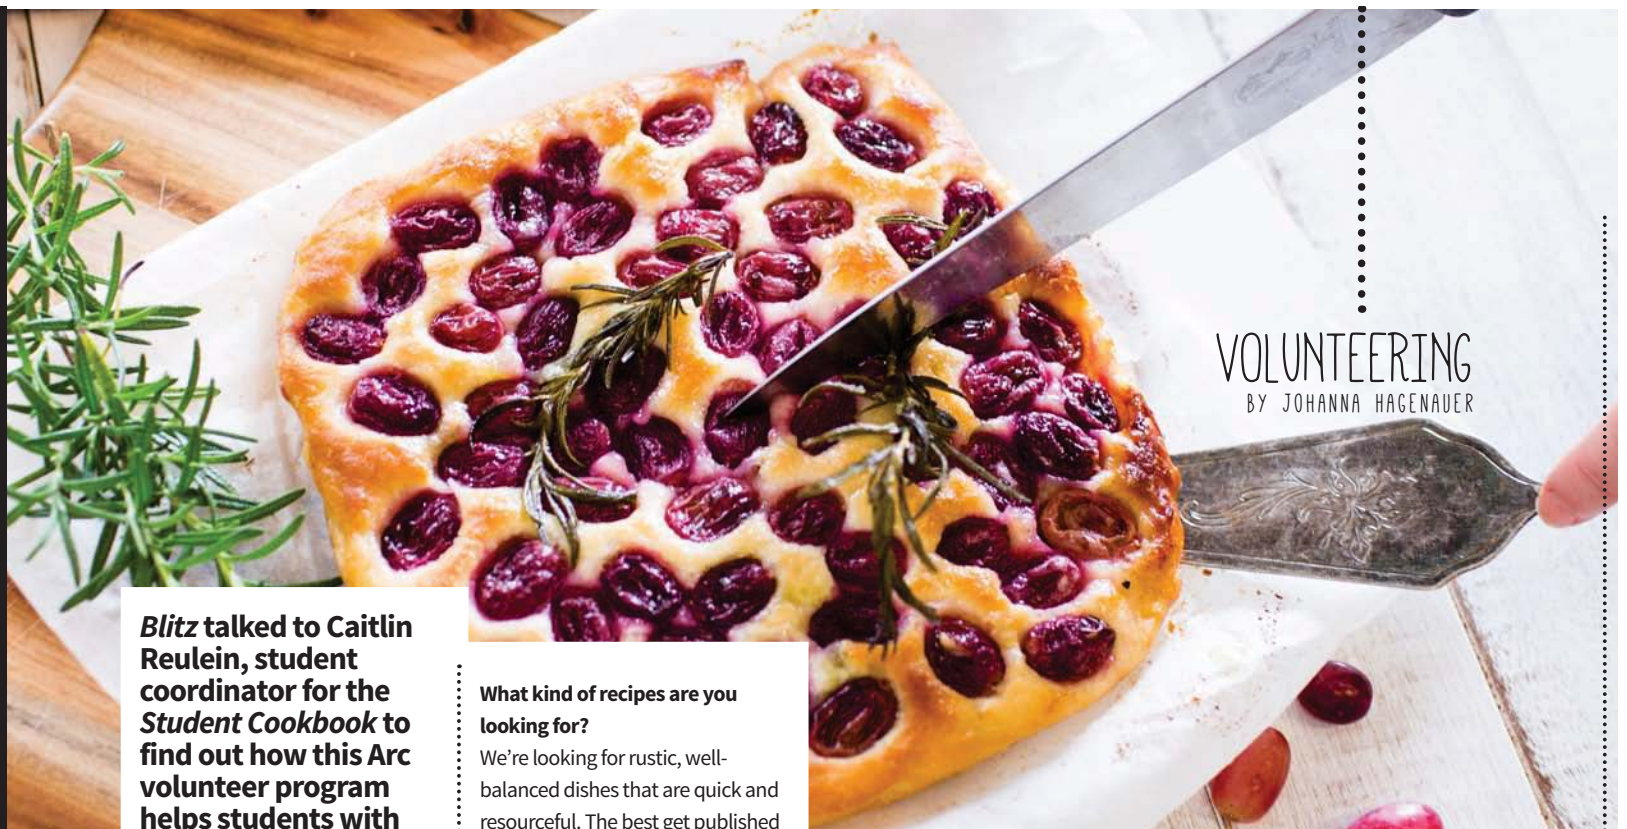 VOLUNTEERING
BY JOHANNA HAGENAUER
Blitz talked to Caitlin
Reulein, student
coordinator for the
Student Cookbook to
find out how this Arc
volunteer program
helps students with
What kind of recipes are you
looking for?
We’re looking for rustic, well-
balanced dishes that are quick and
resourceful. The best get published